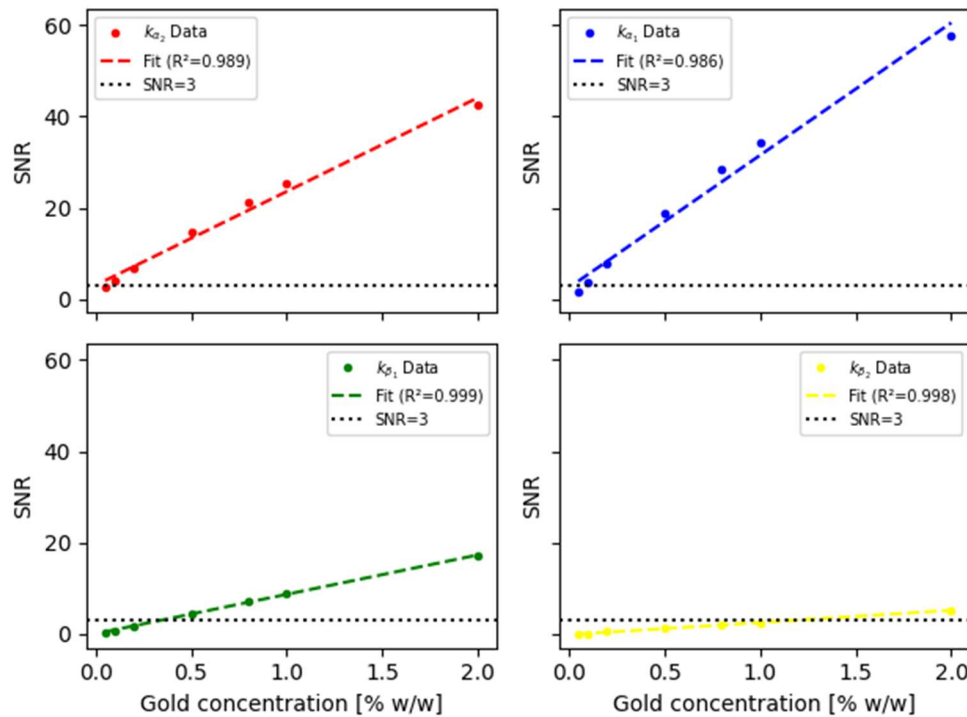 60
40
20
0
SNR
k_{α₂} Data
Fit (R²=0.989)
SNR=3
SNR
k_{α₁} Data
Fit (R²=0.986)
SNR=3
60
40
20
0
SNR
k_{β₁} Data
Fit (R²=0.999)
SNR=3
0.0 0.5 1.0 1.5 2.0
Gold concentration [% w/w]
SNR
k_{β₂} Data
Fit (R²=0.998)
SNR=3
0.0 0.5 1.0 1.5 2.0
Gold concentration [% w/w]